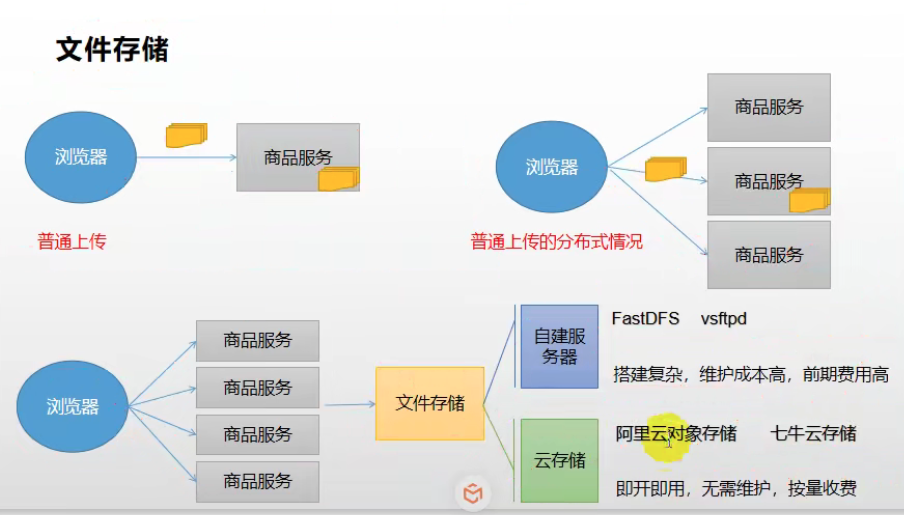 文件存储
浏览器
商品服务
普通上传
浏览器
商品服务
商品服务
商品服务
普通上传的分布式情况
浏览器
商品服务
商品服务
商品服务
商品服务
文件存储
自建服
务器
FastDFS vsftpd
搭建复杂，维护成本高，前期费用高
云存储
阿里云对象存储 七牛云存储
即开即用，无需维护，按量收费